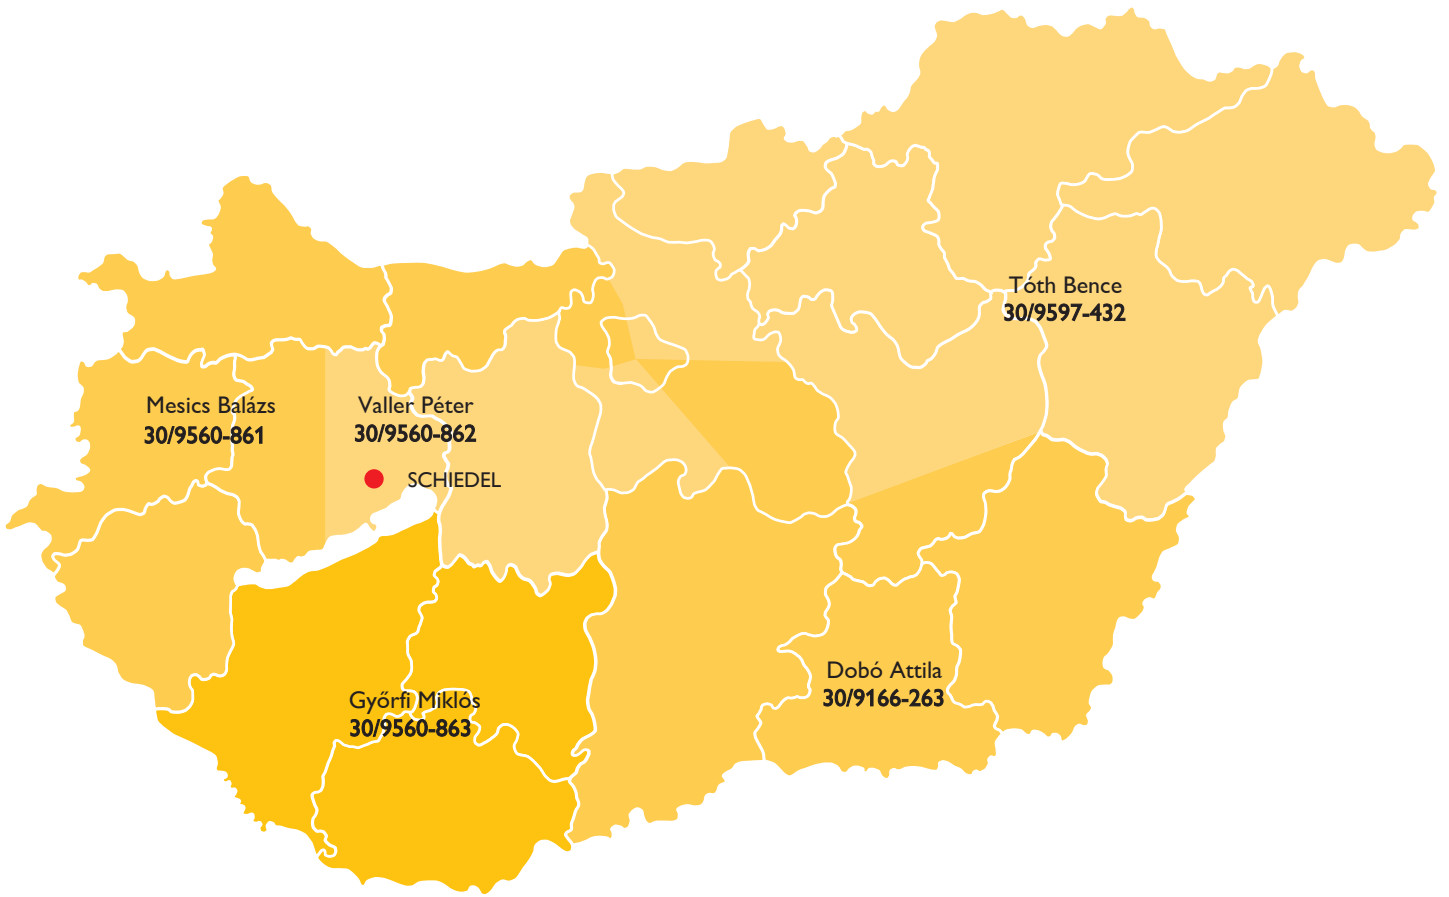 Tóth Bence
30/9597-432
Mesics Balázs
30/9560-861
Valler Péter
30/9560-862
SCHIEDEL
Dobó Attila
30/9166-263
Győrfi Miklós
30/9560-863